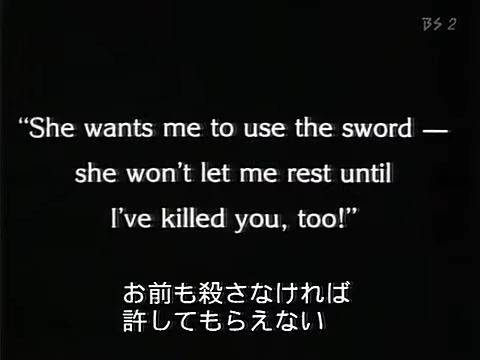 BS 2
“She wants me to use the sword —
she won’t let me rest until
I’ve killed you, too!”
お前も殺さなければ
許してもらえない